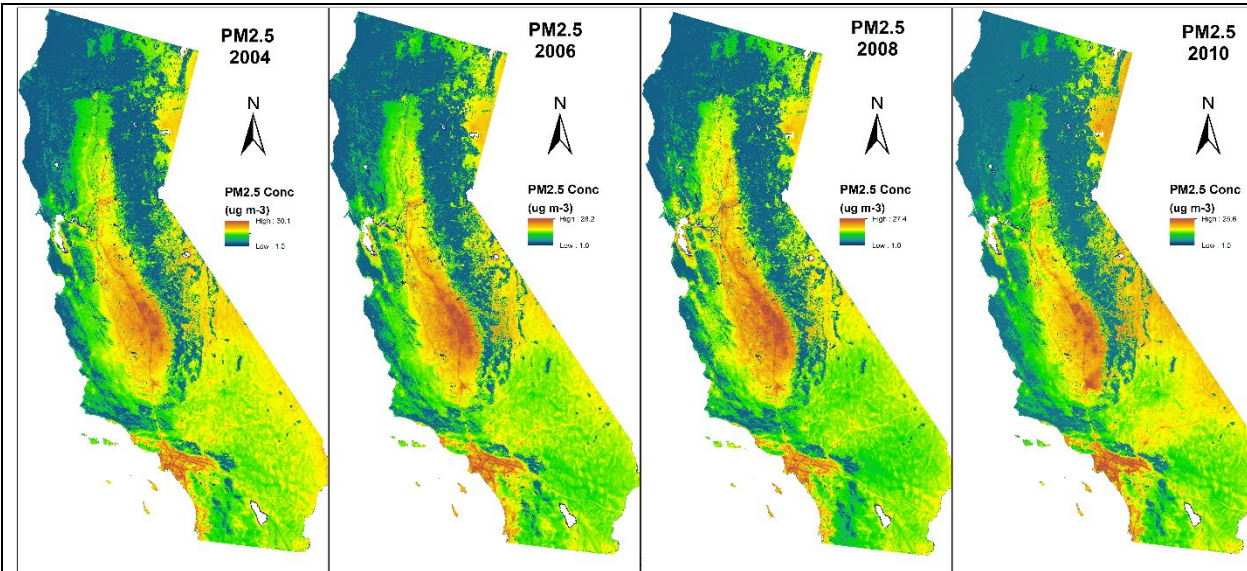 PM2.5
2004
N
PM2.5 Conc
(ug m-3)
High : 30.1
Low : 1.0
PM2.5
2006
N
PM2.5 Conc
(ug m-3)
High : 28.2
Low : 1.0
PM2.5
2008
N
PM2.5 Conc
(ug m-3)
High : 27.4
Low : 1.0
PM2.5
2010
N
PM2.5 Conc
(ug m-3)
High : 25.6
Low : 1.0